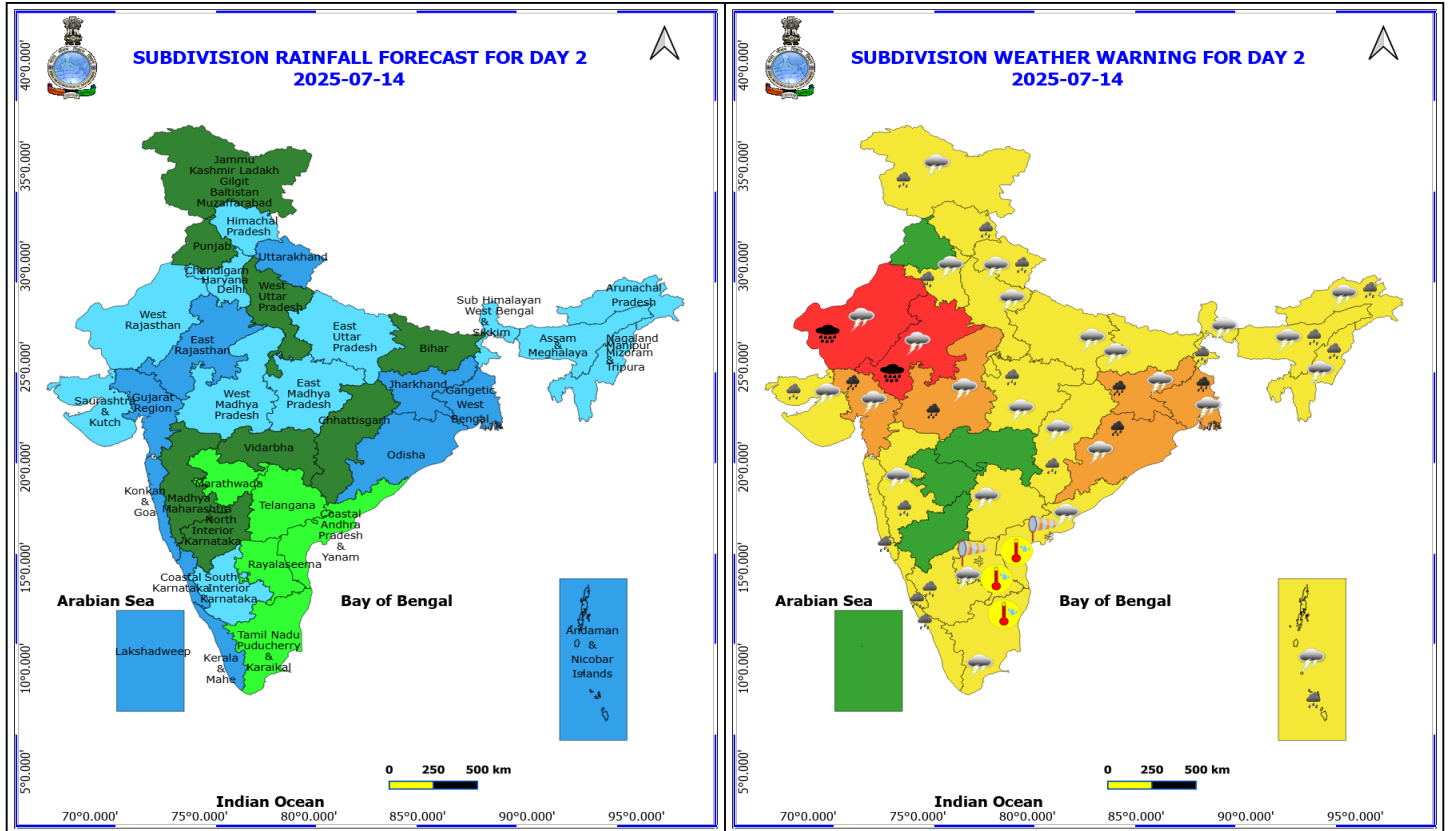 SUBDIVISION RAINFALL FORECAST FOR DAY 2
2025-07-14
40°0.000'
35°0.000'
30°0.000'
25°0.000'
20°0.000'
15°0.000'
10°0.000'
5°0.000'
Jammu
Kashmir Ladakh
Gilgit
Baltistan
Muzaffarabad
Himachal
Pradesh
Punjab
Uttarakhand
Chandigarh
Haryana
Delhi
West
Uttar
Pradesh
West
Rajasthan
East
Rajasthan
East
Uttar
Pradesh
Bihar
Sub Himalayan
West Bengal
&
Sikkim
Arunachal
Pradesh
Assam
&
Meghalaya
Nagaland
Manipur
Mizoram
&
Tripura
Saurashtra
&
Kutch
Gujarat
Region
West
Madhya
Pradesh
East
Madhya
Pradesh
Jharkhand
Gangetic
West
Bengal
Chhattisgarh
Odisha
Vidarbha
Konkan
&
Goa
Madhya
Maharashtra
Marathwada
Telangana
North
Interior
Karnataka
Coastal
Andhra
Pradesh
&
Yanam
Rayalaseema
Coastal
Karnataka
South
Interior
Karnataka
Tamil Nadu
Puducherry
&
Karaikal
Kerala
&
Mahe
Lakshadweep
Andaman
&
Nicobar
Islands
Arabian Sea
Bay of Bengal
0 250 500 km
Indian Ocean
70°0.000' 75°0.000' 80°0.000' 85°0.000' 90°0.000' 95°0.000'
SUBDIVISION WEATHER WARNING FOR DAY 2
2025-07-14
40°0.000'
35°0.000'
30°0.000'
25°0.000'
20°0.000'
15°0.000'
10°0.000'
5°0.000'
Arabian Sea
Bay of Bengal
0 250 500 km
Indian Ocean
70°0.000' 75°0.000' 80°0.000' 85°0.000' 90°0.000' 95°0.000'